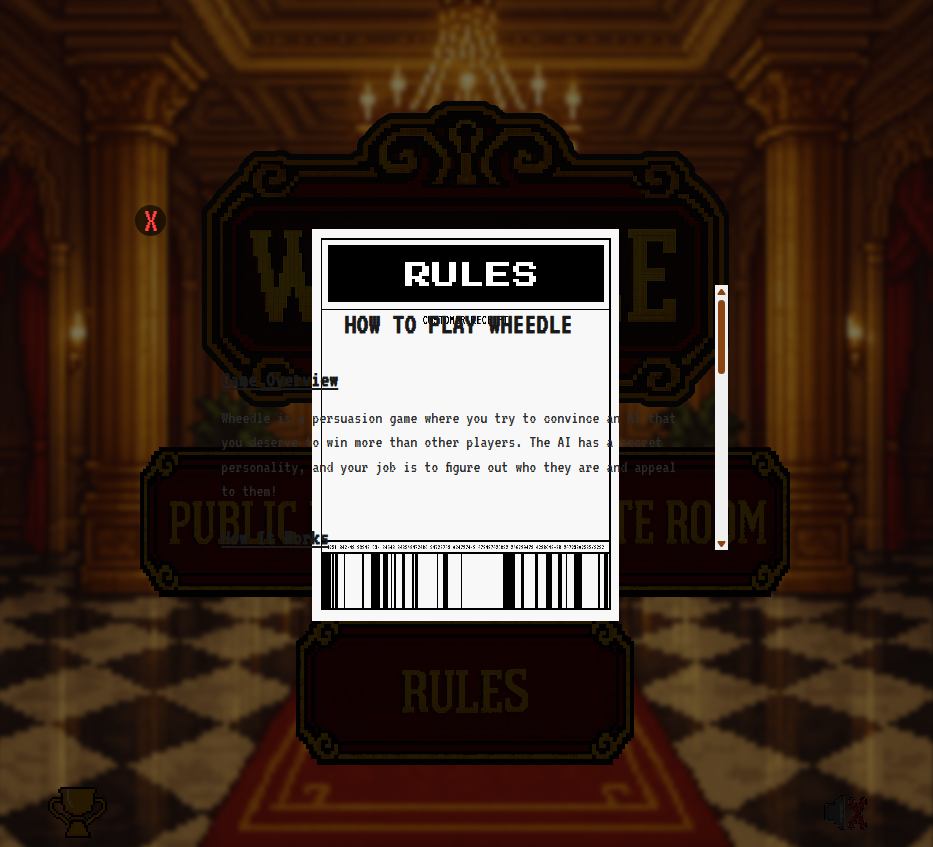 X
W
E
RULES
CUSTOMER RECEIPT
HOW TO PLAY WHEEDLE
Game Overview
Wheedle is a persuasion game where you try to convince an AI that
you deserve to win more than other players. The AI has a secret
personality, and your job is to figure out who they are and appeal
to them!
How It Works
PUBLIC
TE ROOM
RULES